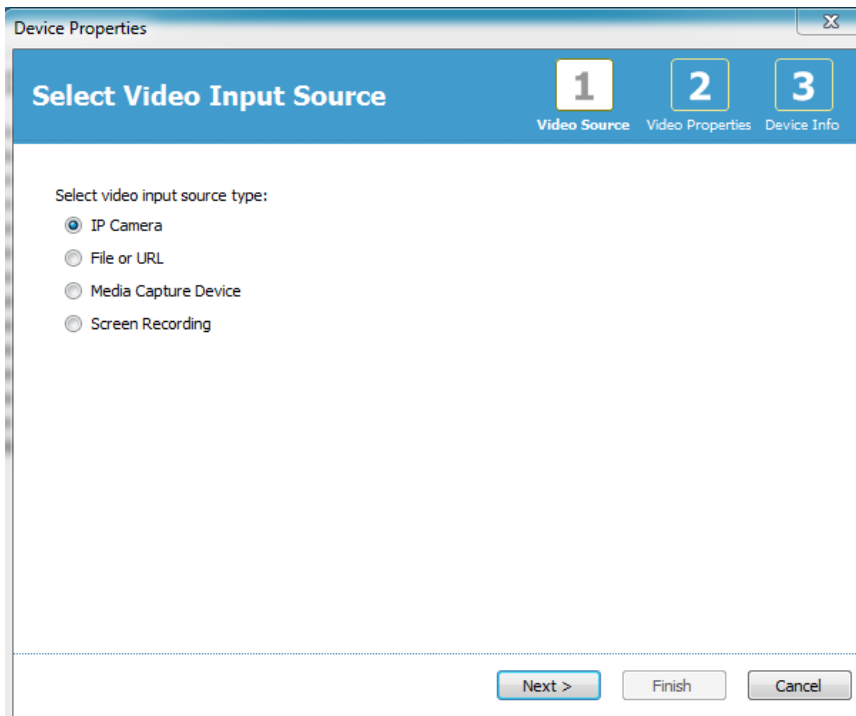 Device Properties
Select Video Input Source
1 2 3
Video Source Video Properties Device Info
Select video input source type:
IP Camera
File or URL
Media Capture Device
Screen Recording
Next > Finish Cancel